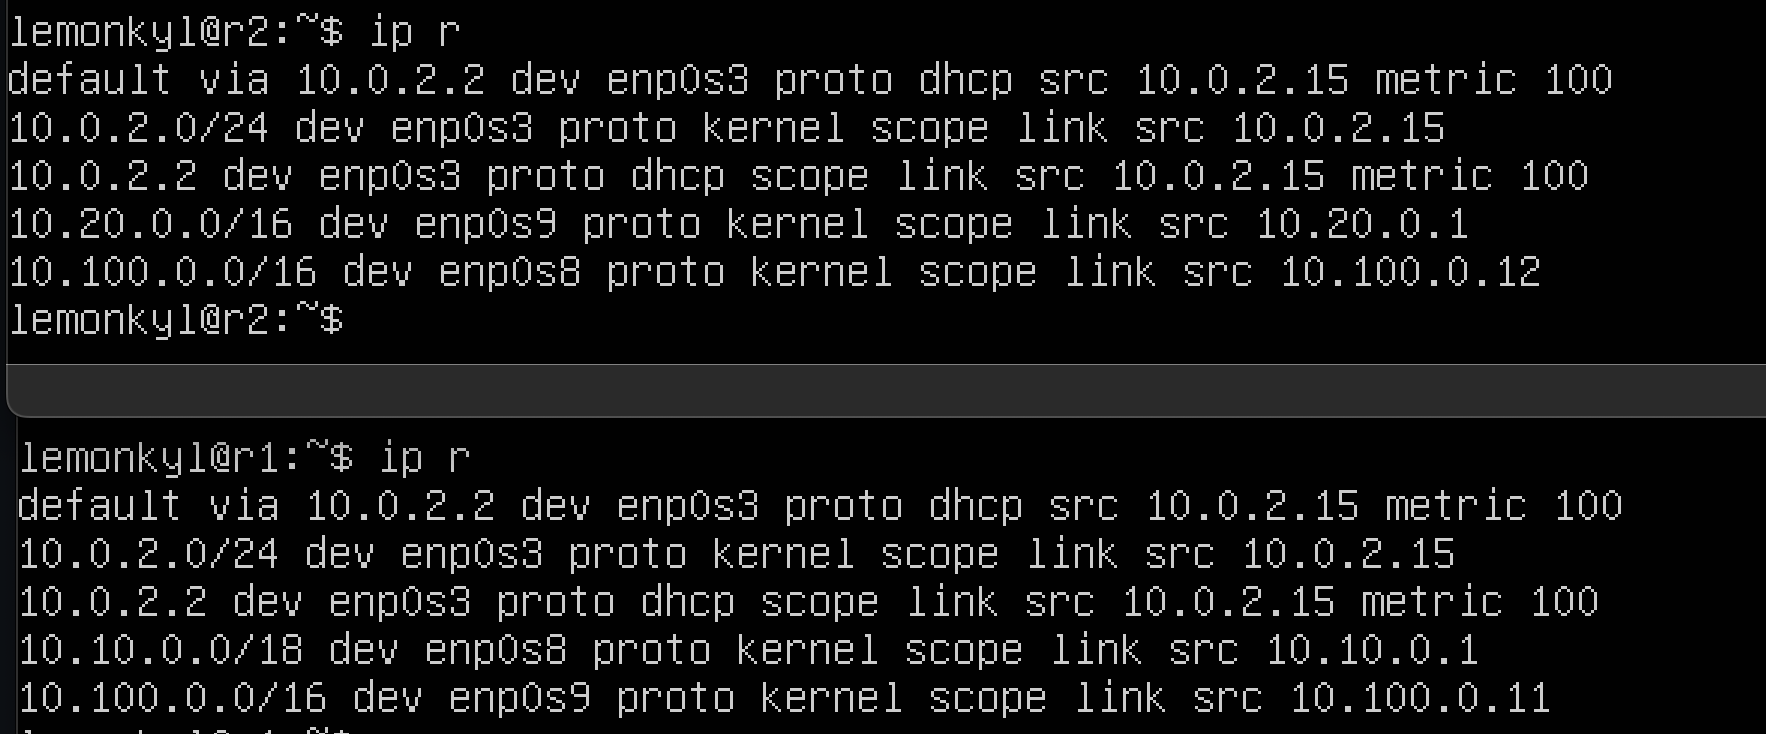 lemonkyl@r2:~$ ip r
default via 10.0.2.2 dev enp0s3 proto dhcp src 10.0.2.15 metric 100
10.0.2.0/24 dev enp0s3 proto kernel scope link src 10.0.2.15
10.0.2.2 dev enp0s3 proto dhcp scope link src 10.0.2.15 metric 100
10.20.0.0/16 dev enp0s9 proto kernel scope link src 10.20.0.1
10.100.0.0/16 dev enp0s8 proto kernel scope link src 10.100.0.12
lemonkyl@r2:~$
lemonkyl@r1:~$ ip r
default via 10.0.2.2 dev enp0s3 proto dhcp src 10.0.2.15 metric 100
10.0.2.0/24 dev enp0s3 proto kernel scope link src 10.0.2.15
10.0.2.2 dev enp0s3 proto dhcp scope link src 10.0.2.15 metric 100
10.10.0.0/18 dev enp0s8 proto kernel scope link src 10.10.0.1
10.100.0.0/16 dev enp0s9 proto kernel scope link src 10.100.0.11